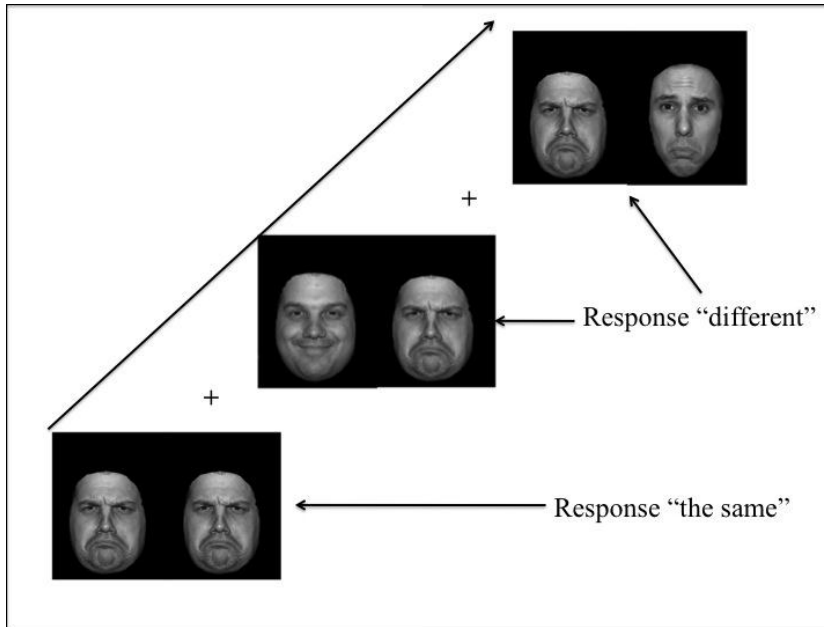 +
Response “different”
+
Response “the same”